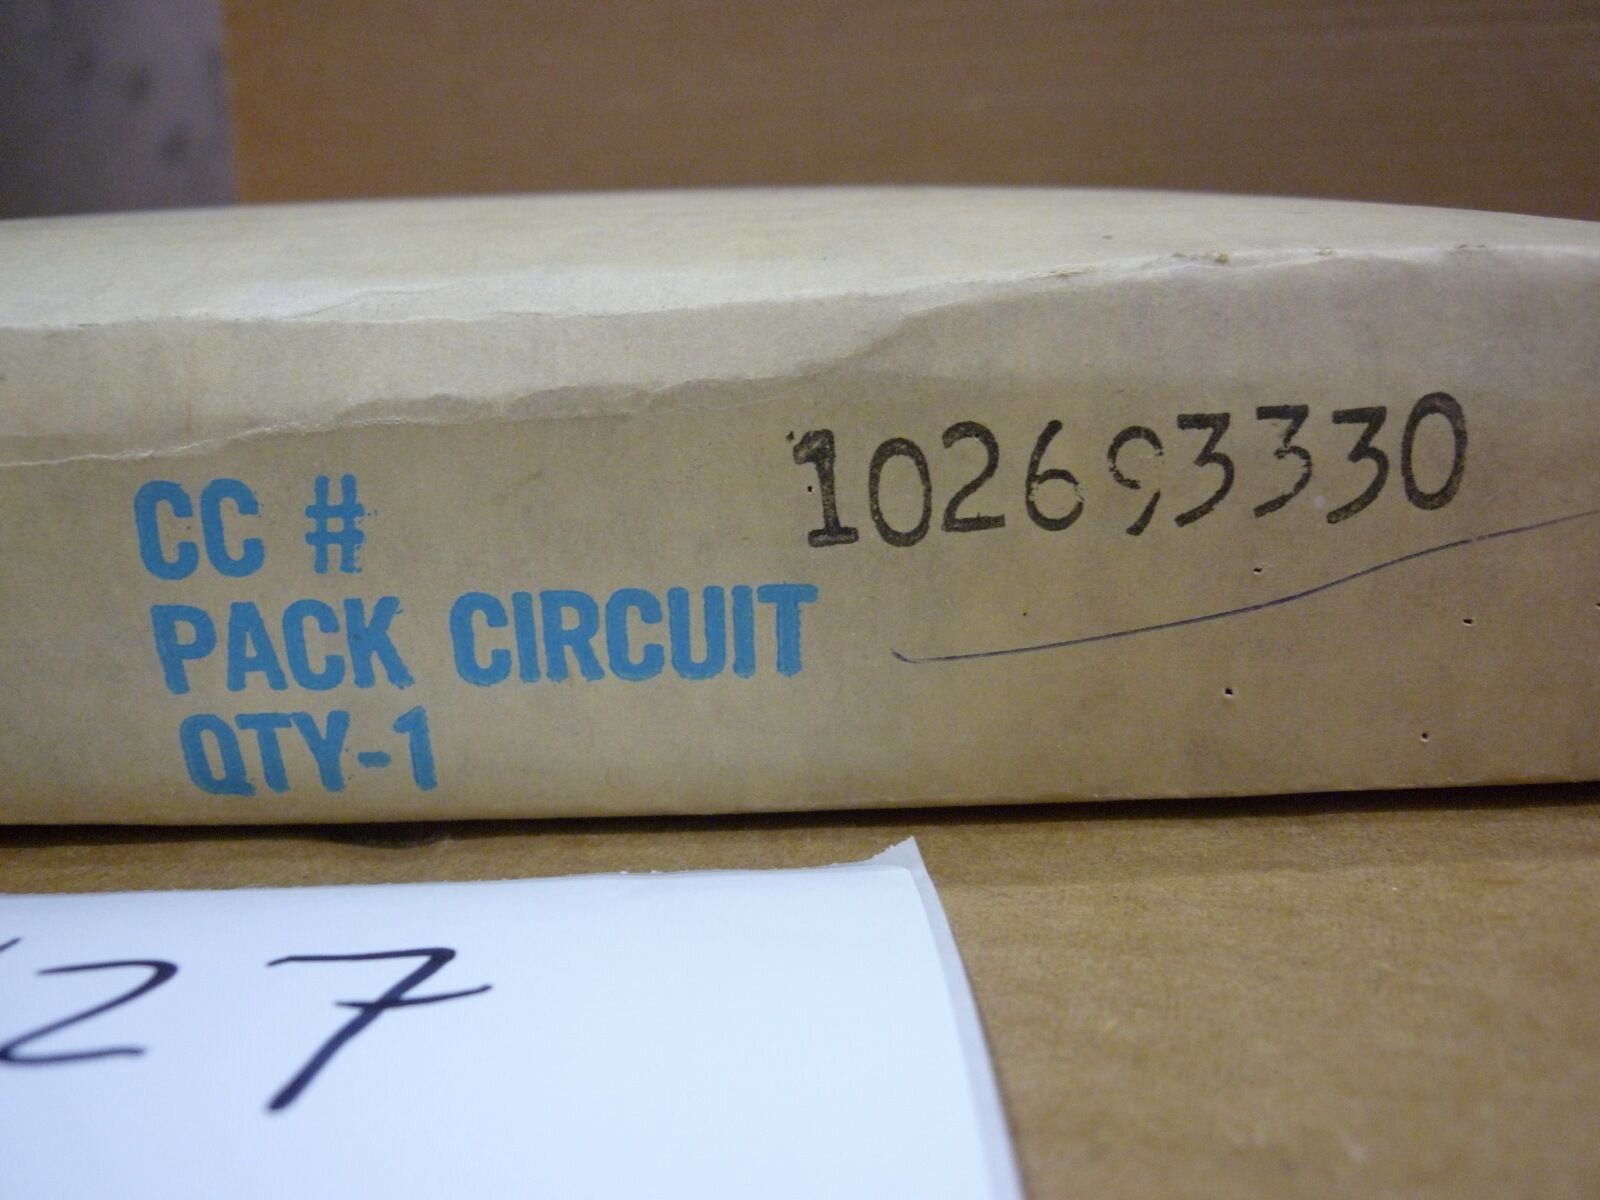 102693330
CC #
PACK CIRCUIT
QTY-1
27